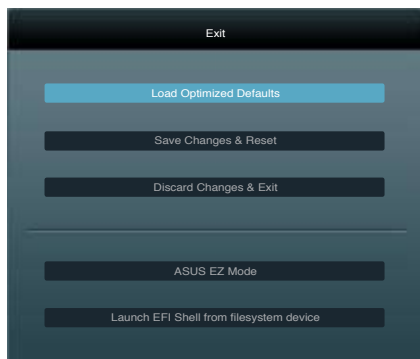 Exit
Load Optimized Defaults
Save Changes & Reset
Discard Changes & Exit
ASUS EZ Mode
Launch EFI Shell from filesystem device